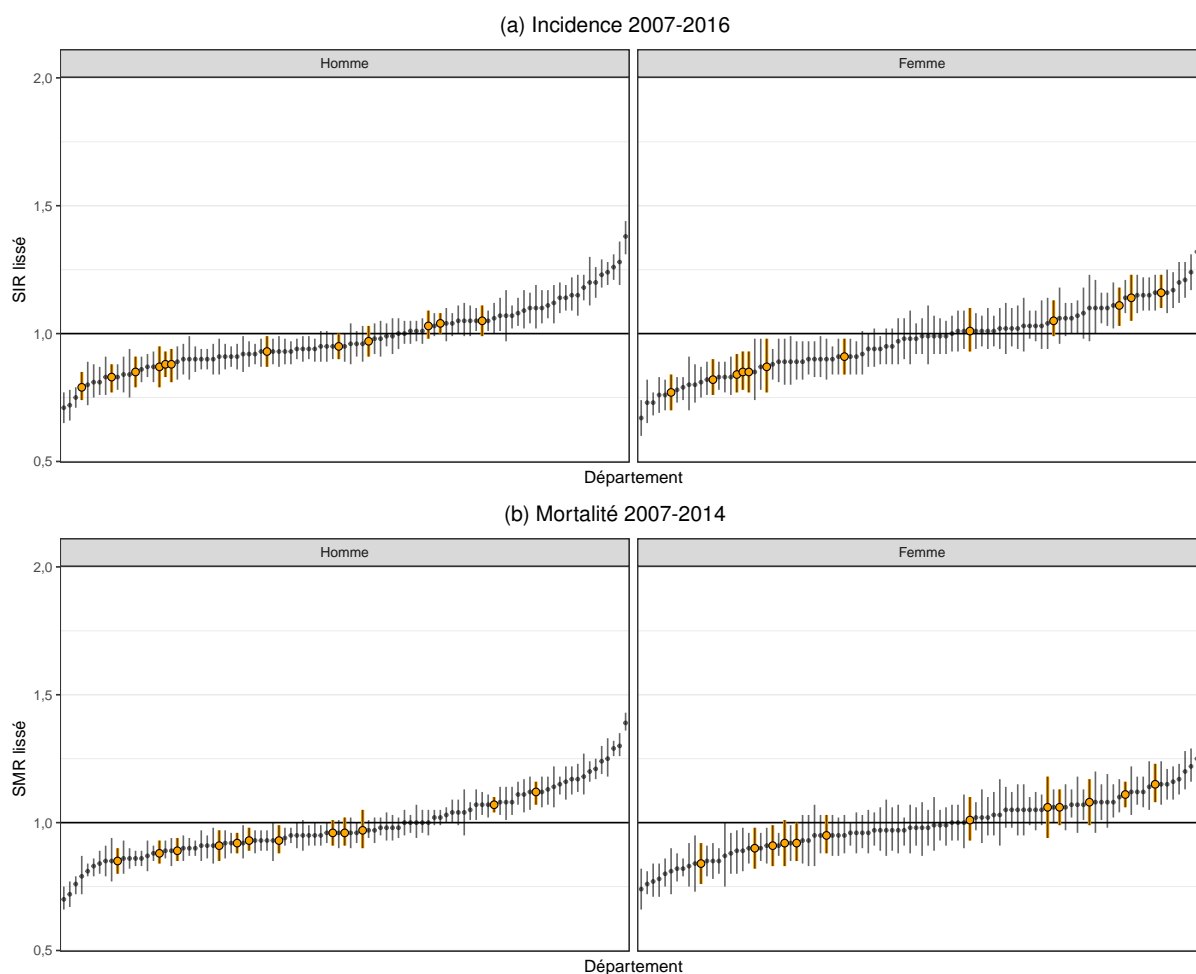 (a) Incidence 2007-2016
Homme
Femme
2,0
1,5
1,0
0,5
SIR lissé
Département
(b) Mortalité 2007-2014
Homme
Femme
2,0
1,5
1,0
0,5
SMR lissé
Département